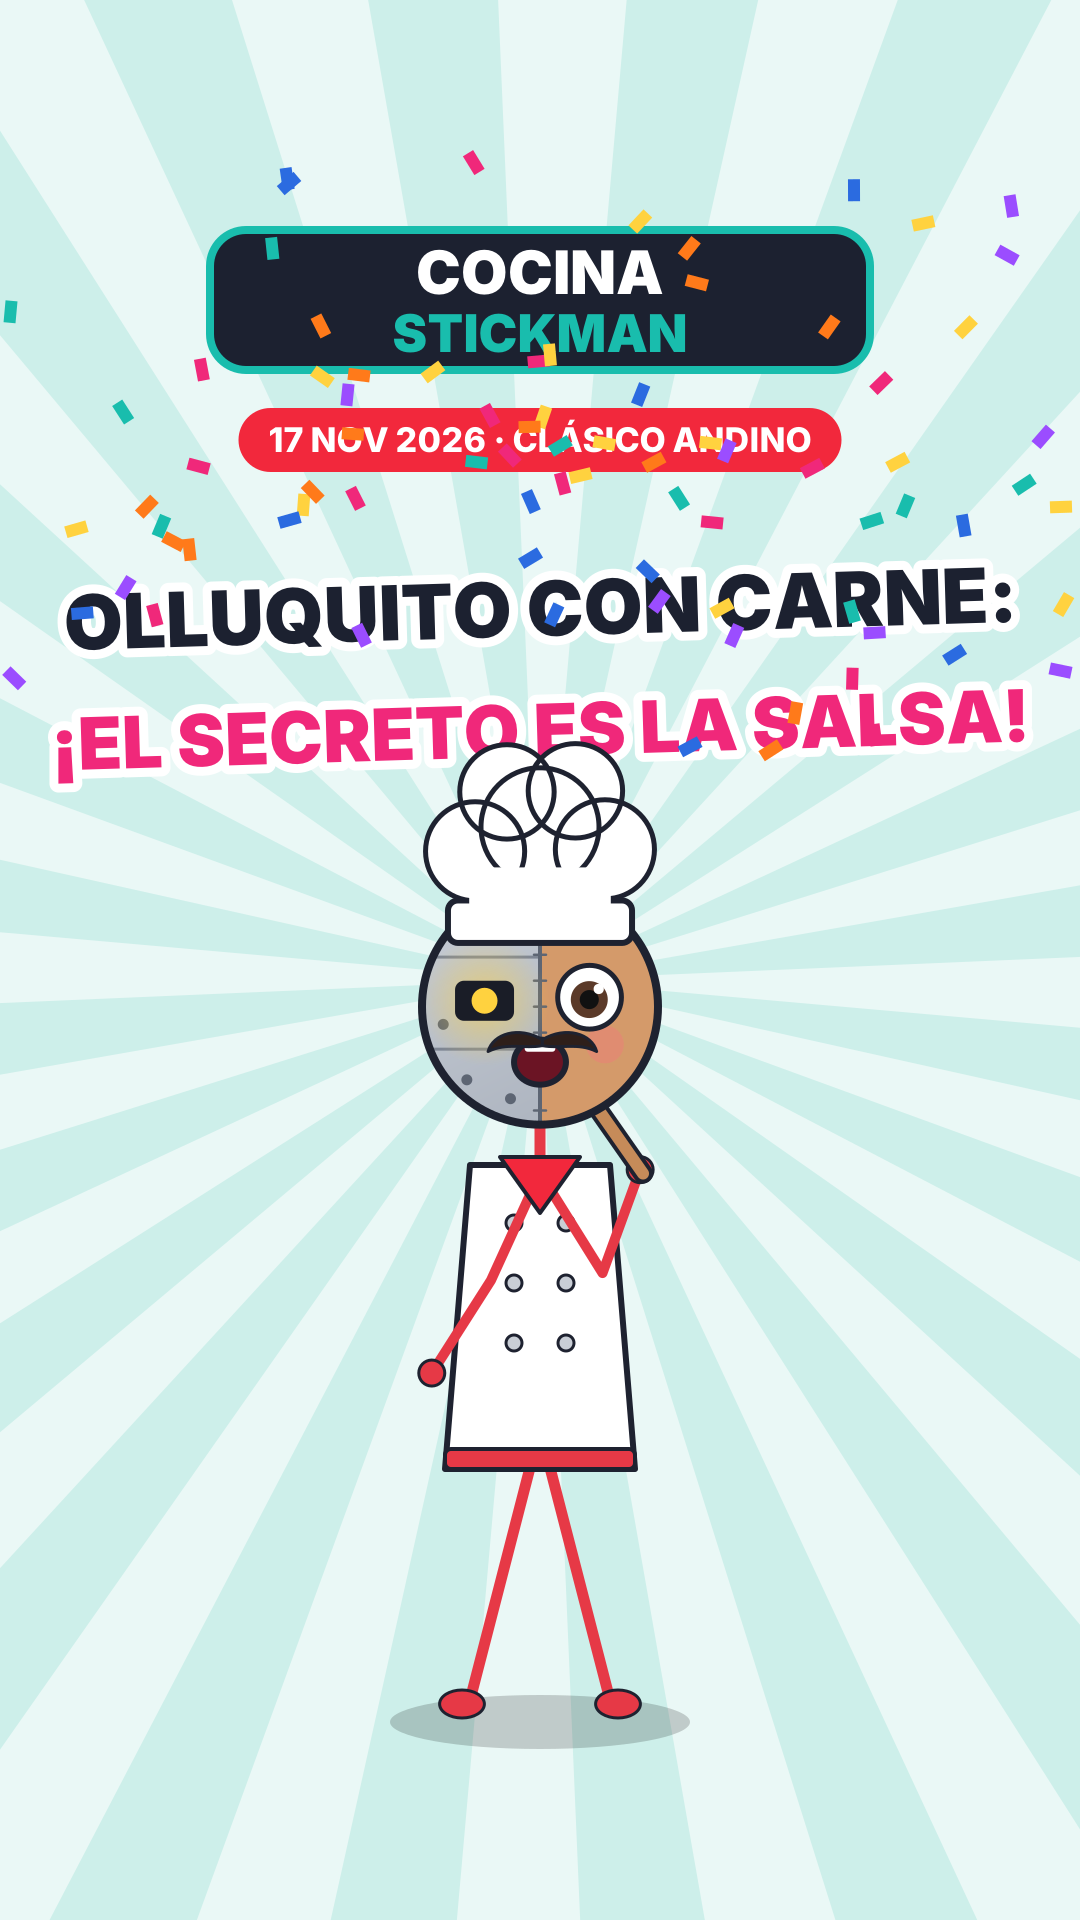 COCINA
STICKMAN
17 NOV 2026 · CLÁSICO ANDINO
OLLUQUITO CON CARNE:
¡EL SECRETO ES LA SALSA!